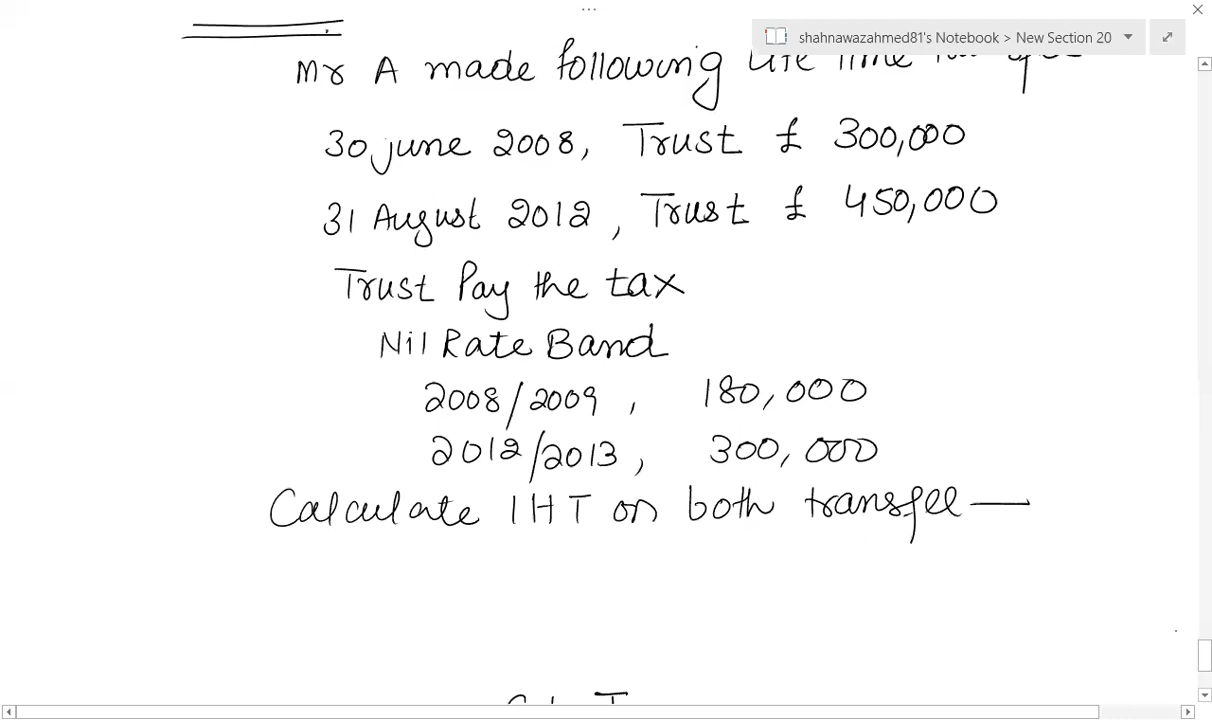 ...
shahnawazahmed81's Notebook > New Section 20
Mr A made following Life Time
30 june 2008, Trust £ 300,000
31 August 2012, Trust £ 450,000
Trust Pay the tax
Nil Rate Band
2008/2009, 180,000
2012/2013, 300,000
Calculate IHT on both transfer —